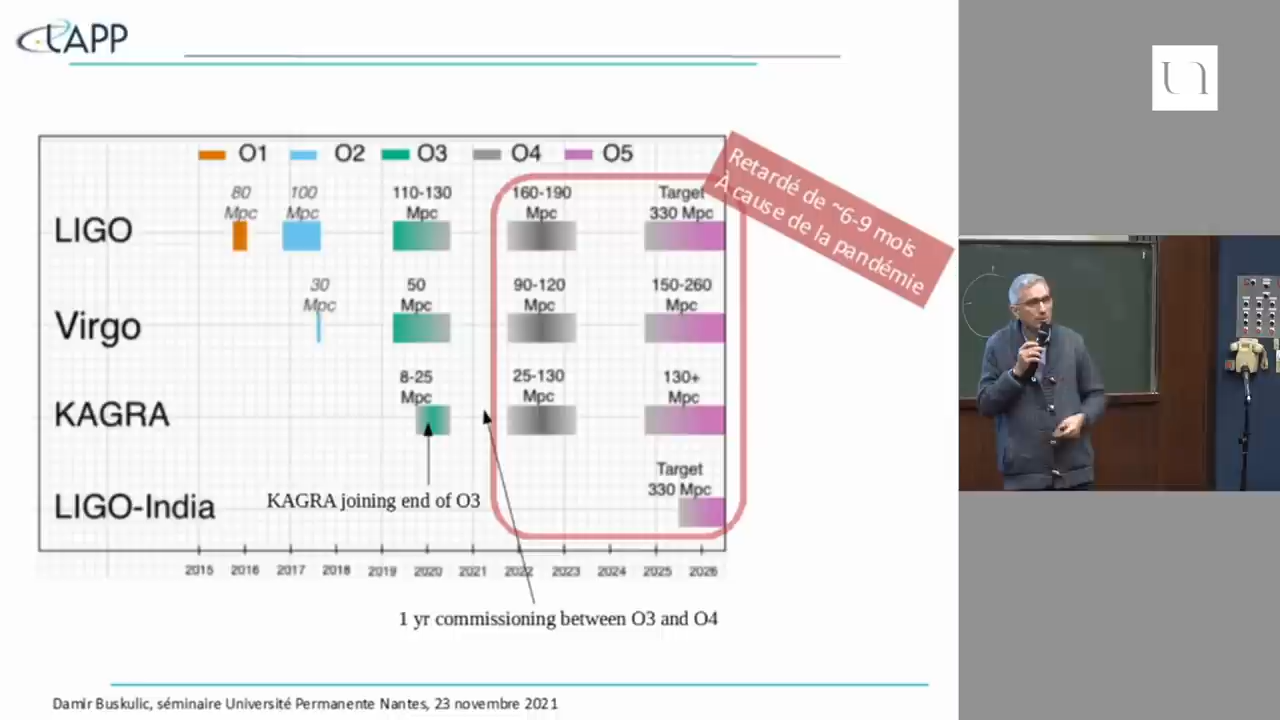 LAPP
O1 O2 O3 O4 O5
80 100 110-130 160-190 Target
Mpc Mpc Mpc Mpc 330 Mpc
LIGO
30 50 90-120 150-260
Mpc Mpc Mpc Mpc
Virgo
8-25 25-130 130+
Mpc Mpc Mpc
KAGRA
Target
330 Mpc
KAGRA joining end of O3
LIGO-India
2015 2016 2017 2018 2019 2020 2021 2022 2023 2024 2025 2026
1 yr commissioning between O3 and O4
Retardé de ~6-9 mois
À cause de la pandémie
Damir Buskulic, séminaire Université Permanente Nantes, 23 novembre 2021